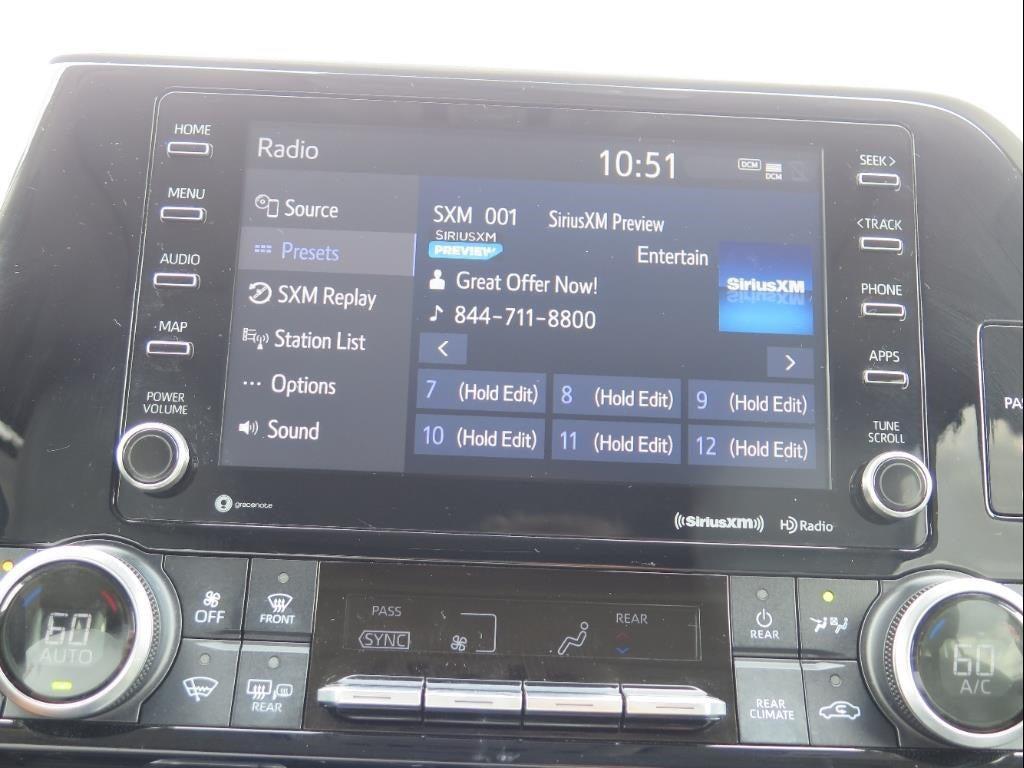 HOME
MENU
AUDIO
MAP
POWER
VOLUME
Radio
10:51
DCM
DCM
Source
Presets
SXM Replay
Station List
Options
Sound
SXM 001 SiriusXM Preview
SIRIUSXM
PREVIEW
Entertain
SiriusXM
Great Offer Now!
844-711-8800
<
>
7 (Hold Edit) 8 (Hold Edit) 9 (Hold Edit)
10 (Hold Edit) 11 (Hold Edit) 12 (Hold Edit)
SEEK >
< TRACK
PHONE
APPS
TUNE
SCROLL
gracenote
SiriusXM
HD Radio
PA
60
AUTO
OFF
FRONT
REAR
PASS
SYNC
REAR
REAR
REAR
CLIMATE
60
A/C